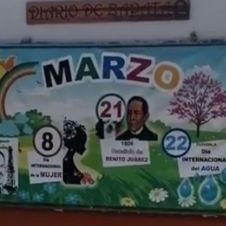 DIARIO DE
MARZO
8
Día
INTERNACIONAL
de la
MUJER
21
1806
Natalicio de
BENITO JUÁREZ
22
Día
INTERNACIONAL
del
AGUA